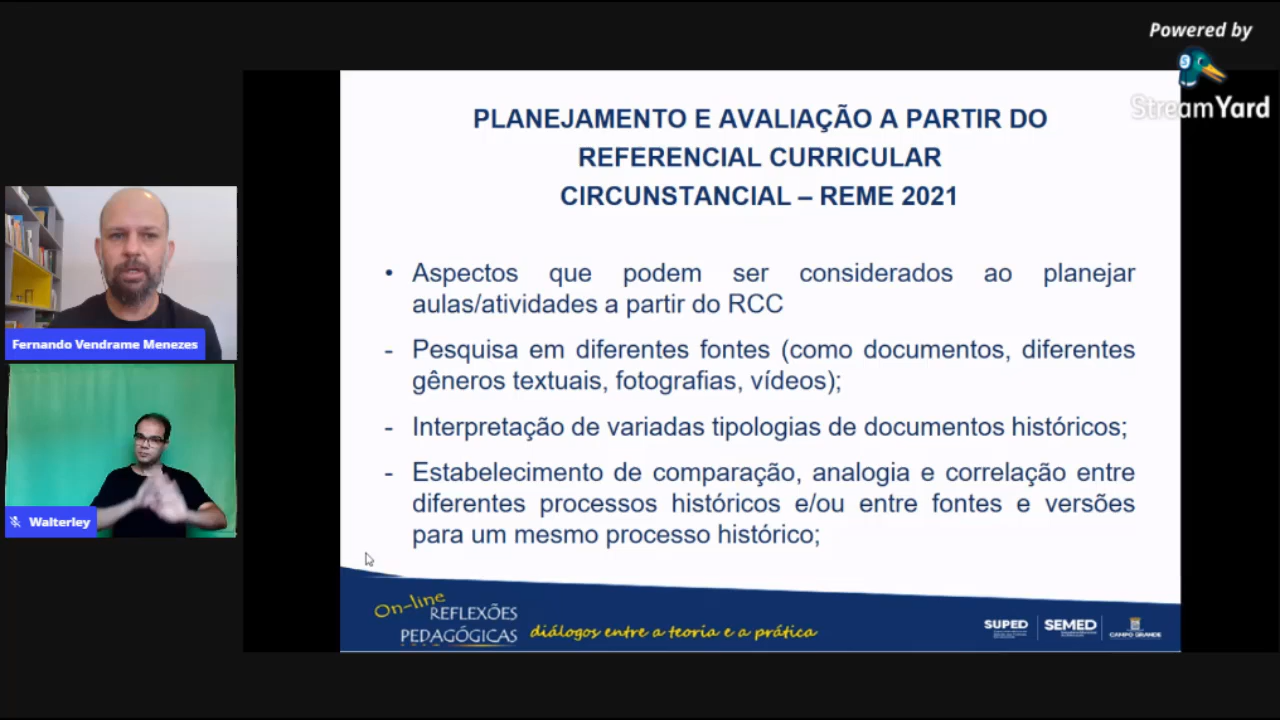 Powered by
StreamYard
PLANEJAMENTO E AVALIAÇÃO A PARTIR DO
REFERENCIAL CURRICULAR
CIRCUNSTANCIAL – REME 2021
• Aspectos que podem ser considerados ao planejar
aulas/atividades a partir do RCC
- Pesquisa em diferentes fontes (como documentos, diferentes
gêneros textuais, fotografias, vídeos);
- Interpretação de variadas tipologias de documentos históricos;
- Estabelecimento de comparação, analogia e correlação entre
diferentes processos históricos e/ou entre fontes e versões
para um mesmo processo histórico;
Fernando Vendrame Menezes
Walterley
On-line
REFLEXÕES
PEDAGÓGICAS
diálogos entre a teoria e a prática
SUPED
SEMED
CAMPO GRANDE